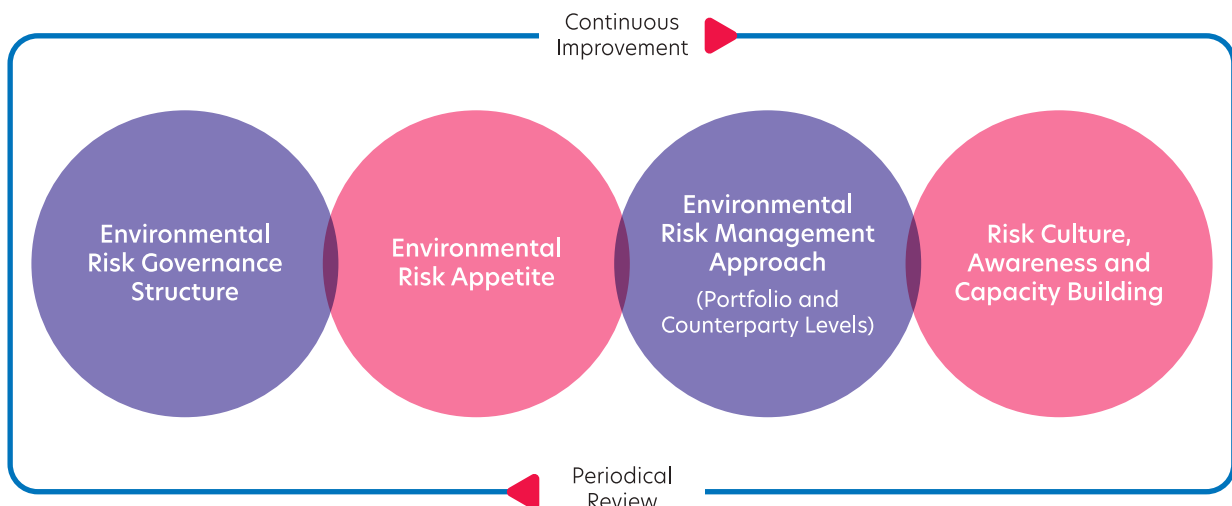 Continuous
Improvement
Environmental
Risk Governance
Structure
Environmental
Risk Appetite
Environmental
Risk Management
Approach
(Portfolio and
Counterparty Levels)
Risk Culture,
Awareness and
Capacity Building
Periodical
Review